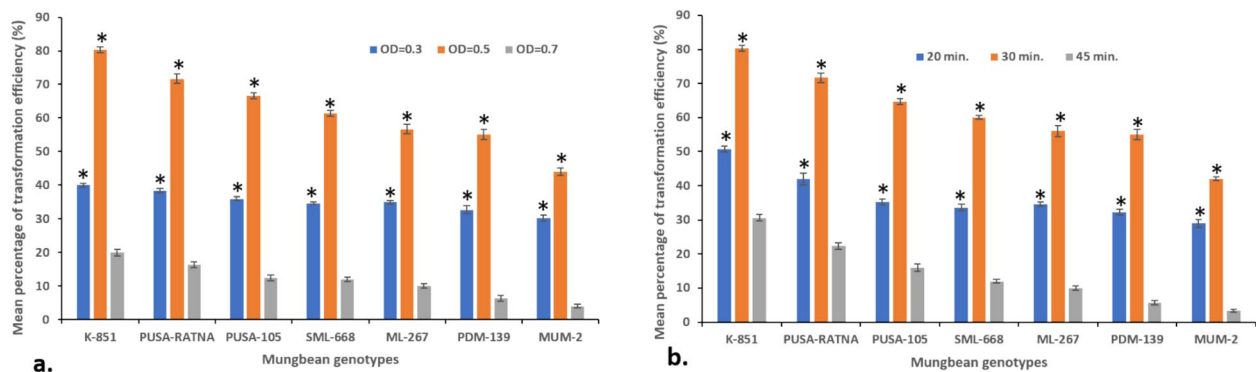 Mean percentage of transformation efficiency (%)
90
80
70
60
50
40
30
20
10
0
OD=0.3 OD=0.5 OD=0.7
* * * * * * *
* * * * * * *
K-851 PUSA-RATNA PUSA-105 SML-668 ML-267 PDM-139 MUM-2
Mungbean genotypes
a.
Mean percentage of transformation efficiency (%)
90
80
70
60
50
40
30
20
10
0
20 min. 30 min. 45 min.
* * * * * * *
* * * * * * *
K-851 PUSA-RATNA PUSA-105 SML-668 ML-267 PDM-139 MUM-2
Mungbean genotypes
b.